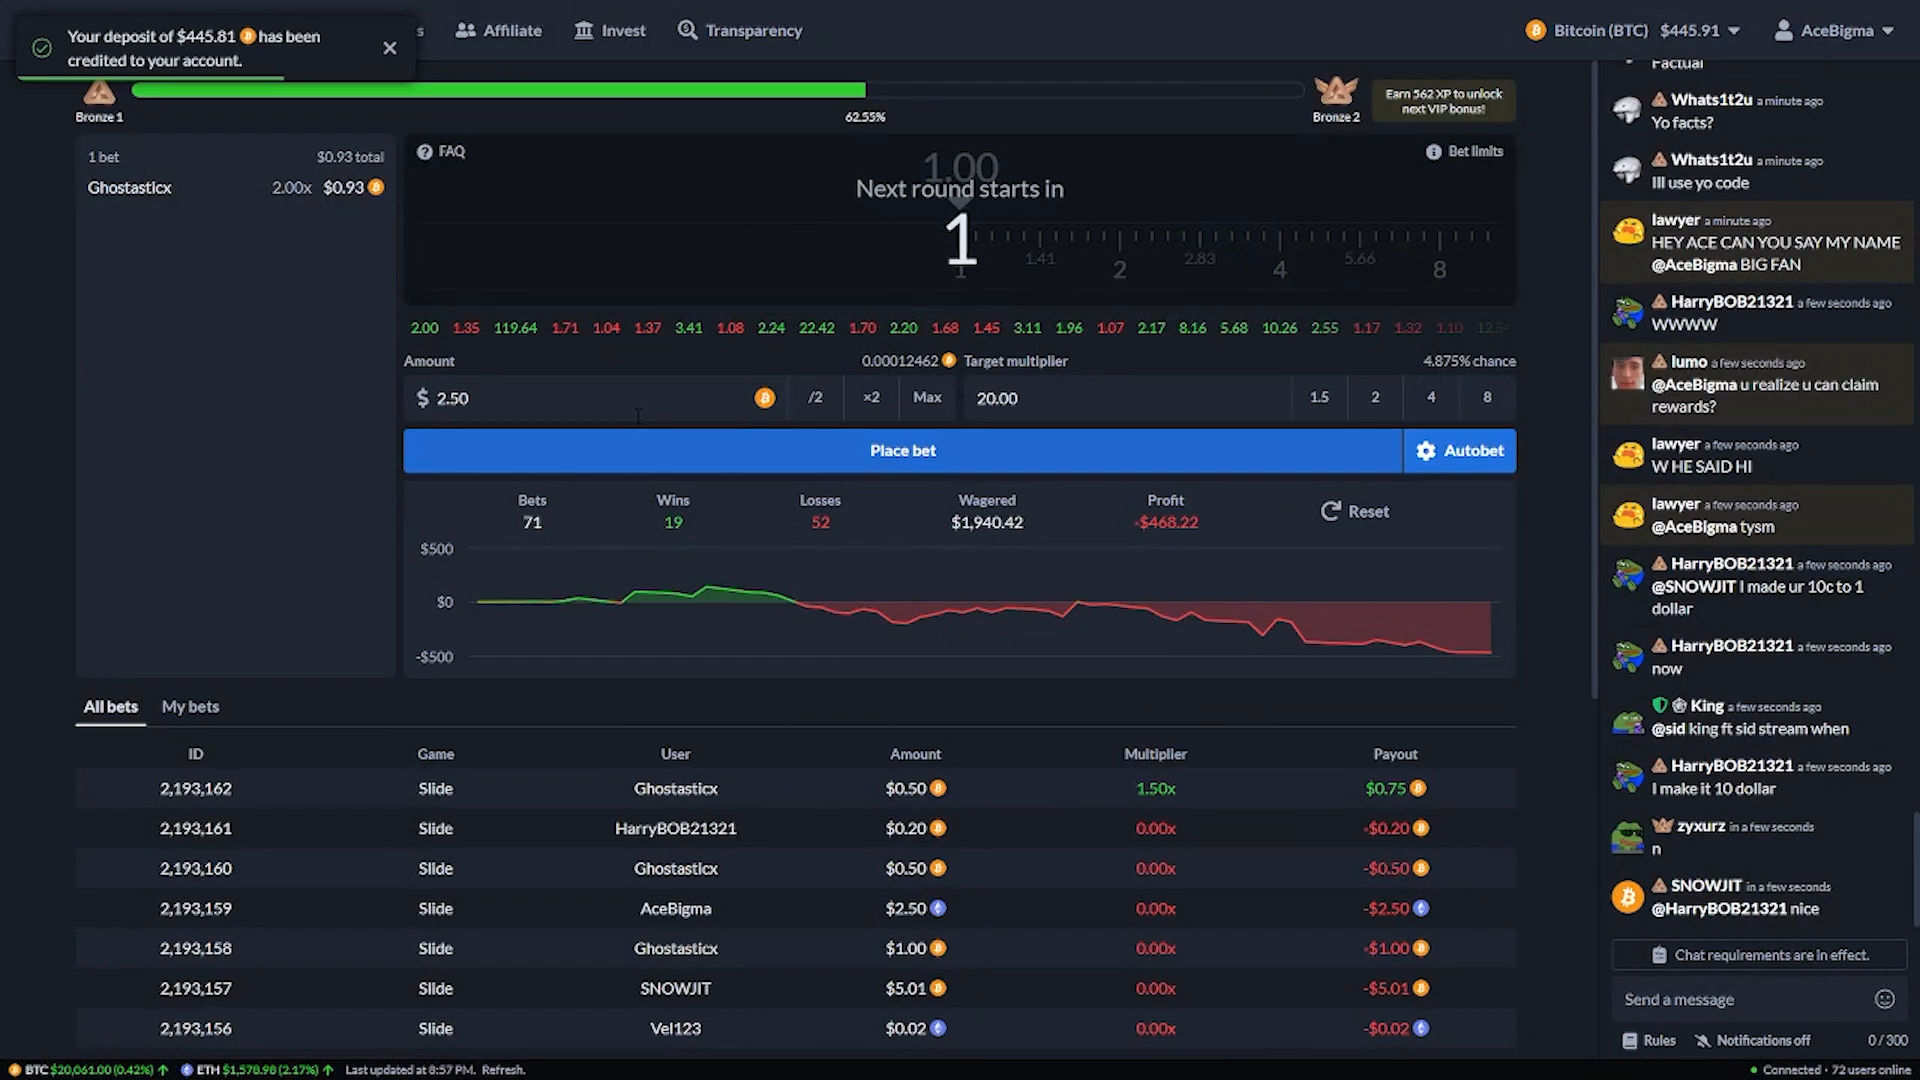 Your deposit of $445.81 has been
credited to your account.
s
Affiliate
Invest
Transparency
Bitcoin (BTC) $445.91
AceBigma
Bronze 1
62.55%
Bronze 2
Earn 562 XP to unlock
next VIP bonus!
1 bet $0.93 total
Ghostasticx 2.00x $0.93
FAQ
Bet limits
1.00
Next round starts in
1
1 1.41 2 2.83 4 5.66 8
2.00 1.35 119.64 1.71 1.04 1.37 3.41 1.08 2.24 22.42 1.70 2.20 1.68 1.45 3.11 1.96 1.07 2.17 8.16 5.68 10.26 2.55 1.17 1.32 1.10
Amount 0.00012462 Target multiplier 4.875% chance
$ 2.50 /2 ×2 Max 20.00 1.5 2 4 8
Place bet
Autobet
Bets Wins Losses Wagered Profit
71 19 52 $1,940.42 -$468.22
Reset
$500
$0
-$500
All bets My bets
ID Game User Amount Multiplier Payout
2,193,162 Slide Ghostasticx $0.50 1.50x $0.75
2,193,161 Slide HarryBOB21321 $0.20 0.00x -$0.20
2,193,160 Slide Ghostasticx $0.50 0.00x -$0.50
2,193,159 Slide AceBigma $2.50 0.00x -$2.50
2,193,158 Slide Ghostasticx $1.00 0.00x -$1.00
2,193,157 Slide SNOWJIT $5.01 0.00x -$5.01
2,193,156 Slide Vel123 $0.02 0.00x -$0.02
Factual
Whats1t2u a minute ago
Yo facts?
Whats1t2u a minute ago
Ill use yo code
lawyer a minute ago
HEY ACE CAN YOU SAY MY NAME
@AceBigma BIG FAN
HarryBOB21321 a few seconds ago
WWWW
lumo a few seconds ago
@AceBigma u realize u can claim
rewards?
lawyer a few seconds ago
W HE SAID HI
lawyer a few seconds ago
@AceBigma tysm
HarryBOB21321 a few seconds ago
@SNOWJIT I made ur 10c to 1
dollar
HarryBOB21321 a few seconds ago
now
King a few seconds ago
@sid king ft sid stream when
HarryBOB21321 a few seconds ago
I make it 10 dollar
zyxurz in a few seconds
n
SNOWJIT in a few seconds
@HarryBOB21321 nice
Chat requirements are in effect.
Send a message
Rules Notifications off 0/300
BTC $20,061.00 (0.42%) ETH $1,578.98 (2.17%) Last updated at 8:57 PM. Refresh.
Connected · 72 users online